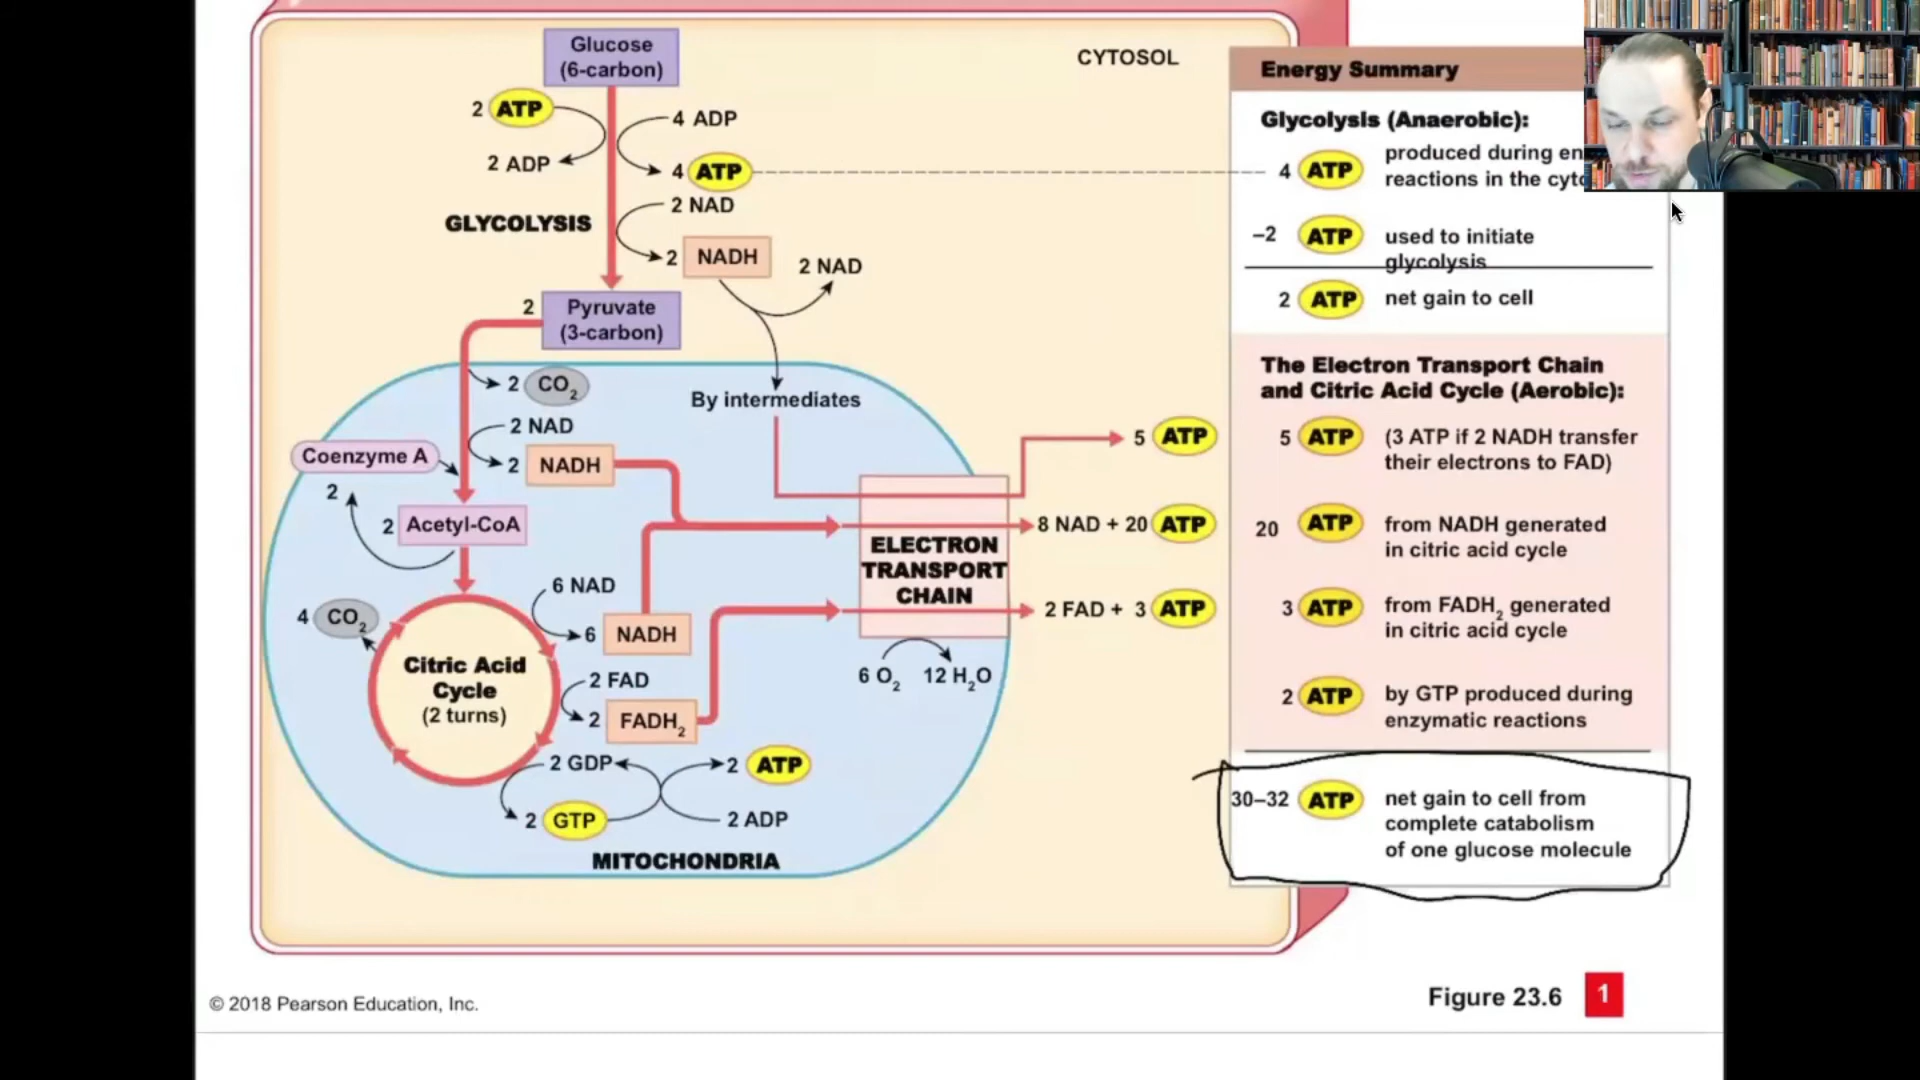 Glucose
(6-carbon)
CYTOSOL
2 ATP
4 ADP
2 ADP
4 ATP
2 NAD
GLYCOLYSIS
2 NADH
2 NAD
2 Pyruvate
(3-carbon)
2 CO2
By intermediates
2 NAD
Coenzyme A
2 NADH
2
2 Acetyl-CoA
6 NAD
4 CO2
6 NADH
Citric Acid
Cycle
(2 turns)
2 FAD
2 FADH2
2 GDP
2 ATP
2 GTP
2 ADP
MITOCHONDRIA
5 ATP
8 NAD + 20 ATP
ELECTRON
TRANSPORT
CHAIN
2 FAD + 3 ATP
6 O2 12 H2O
Energy Summary
Glycolysis (Anaerobic):
4 ATP produced during
reactions in the
–2 ATP used to initiate
glycolysis
2 ATP net gain to cell
The Electron Transport Chain
and Citric Acid Cycle (Aerobic):
5 ATP (3 ATP if 2 NADH transfer
their electrons to FAD)
20 ATP from NADH generated
in citric acid cycle
3 ATP from FADH2 generated
in citric acid cycle
2 ATP by GTP produced during
enzymatic reactions
30–32 ATP net gain to cell from
complete catabolism
of one glucose molecule
© 2018 Pearson Education, Inc.
Figure 23.6 1